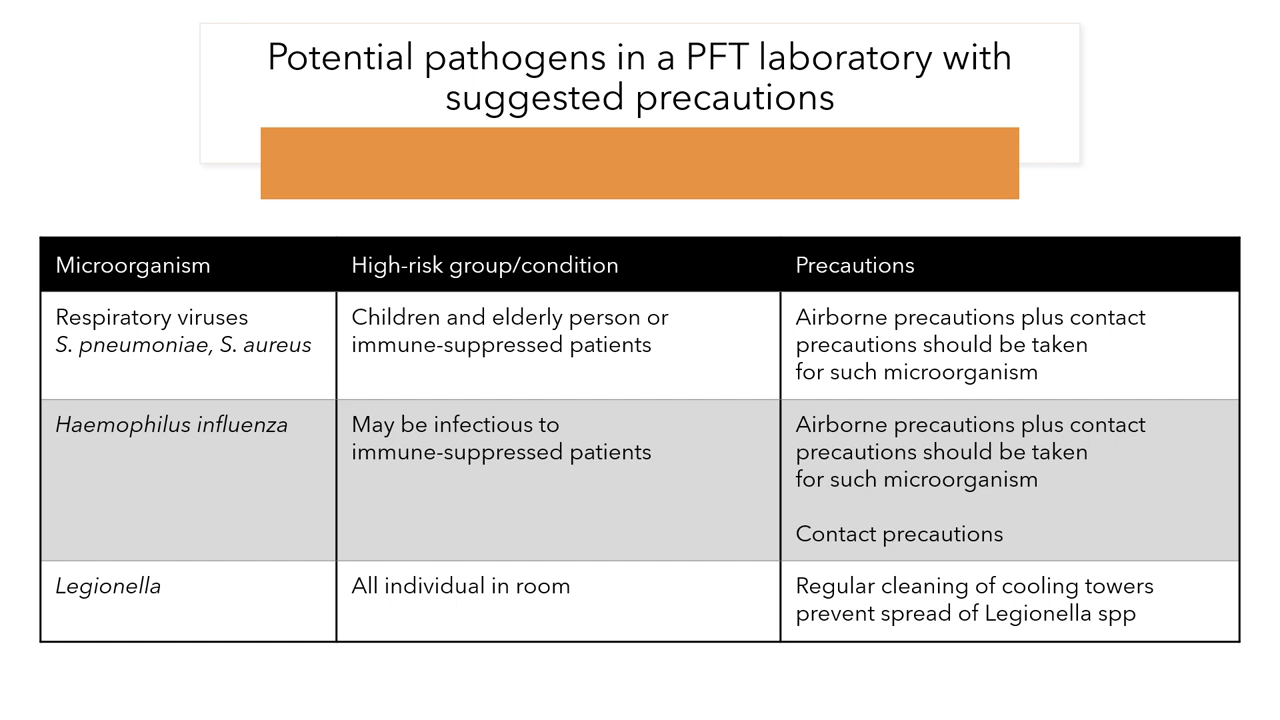 Potential pathogens in a PFT laboratory with
suggested precautions
Microorganism
High-risk group/condition
Precautions
Respiratory viruses
S. pneumoniae, S. aureus
Children and elderly person or
immune-suppressed patients
Airborne precautions plus contact
precautions should be taken
for such microorganism
Haemophilus influenza
May be infectious to
immune-suppressed patients
Airborne precautions plus contact
precautions should be taken
for such microorganism
Contact precautions
Legionella
All individual in room
Regular cleaning of cooling towers
prevent spread of Legionella spp